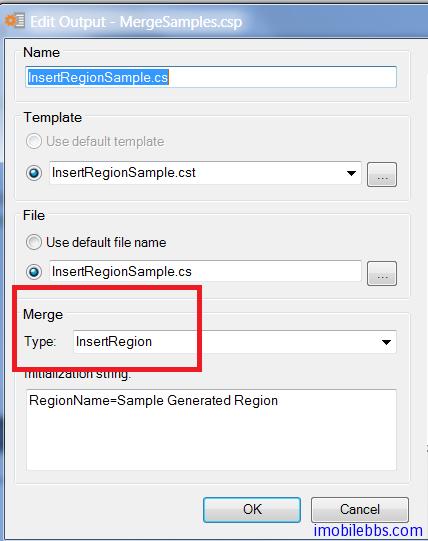 Edit Output - MergeSamples.csp
Name
InsertRegionSample.cs
Template
Use default template
InsertRegionSample.cst
...
File
Use default file name
InsertRegionSample.cs
...
Merge
Type: InsertRegion
Initialization string:
RegionName=Sample Generated Region
OK Cancel
imobilebbs.com